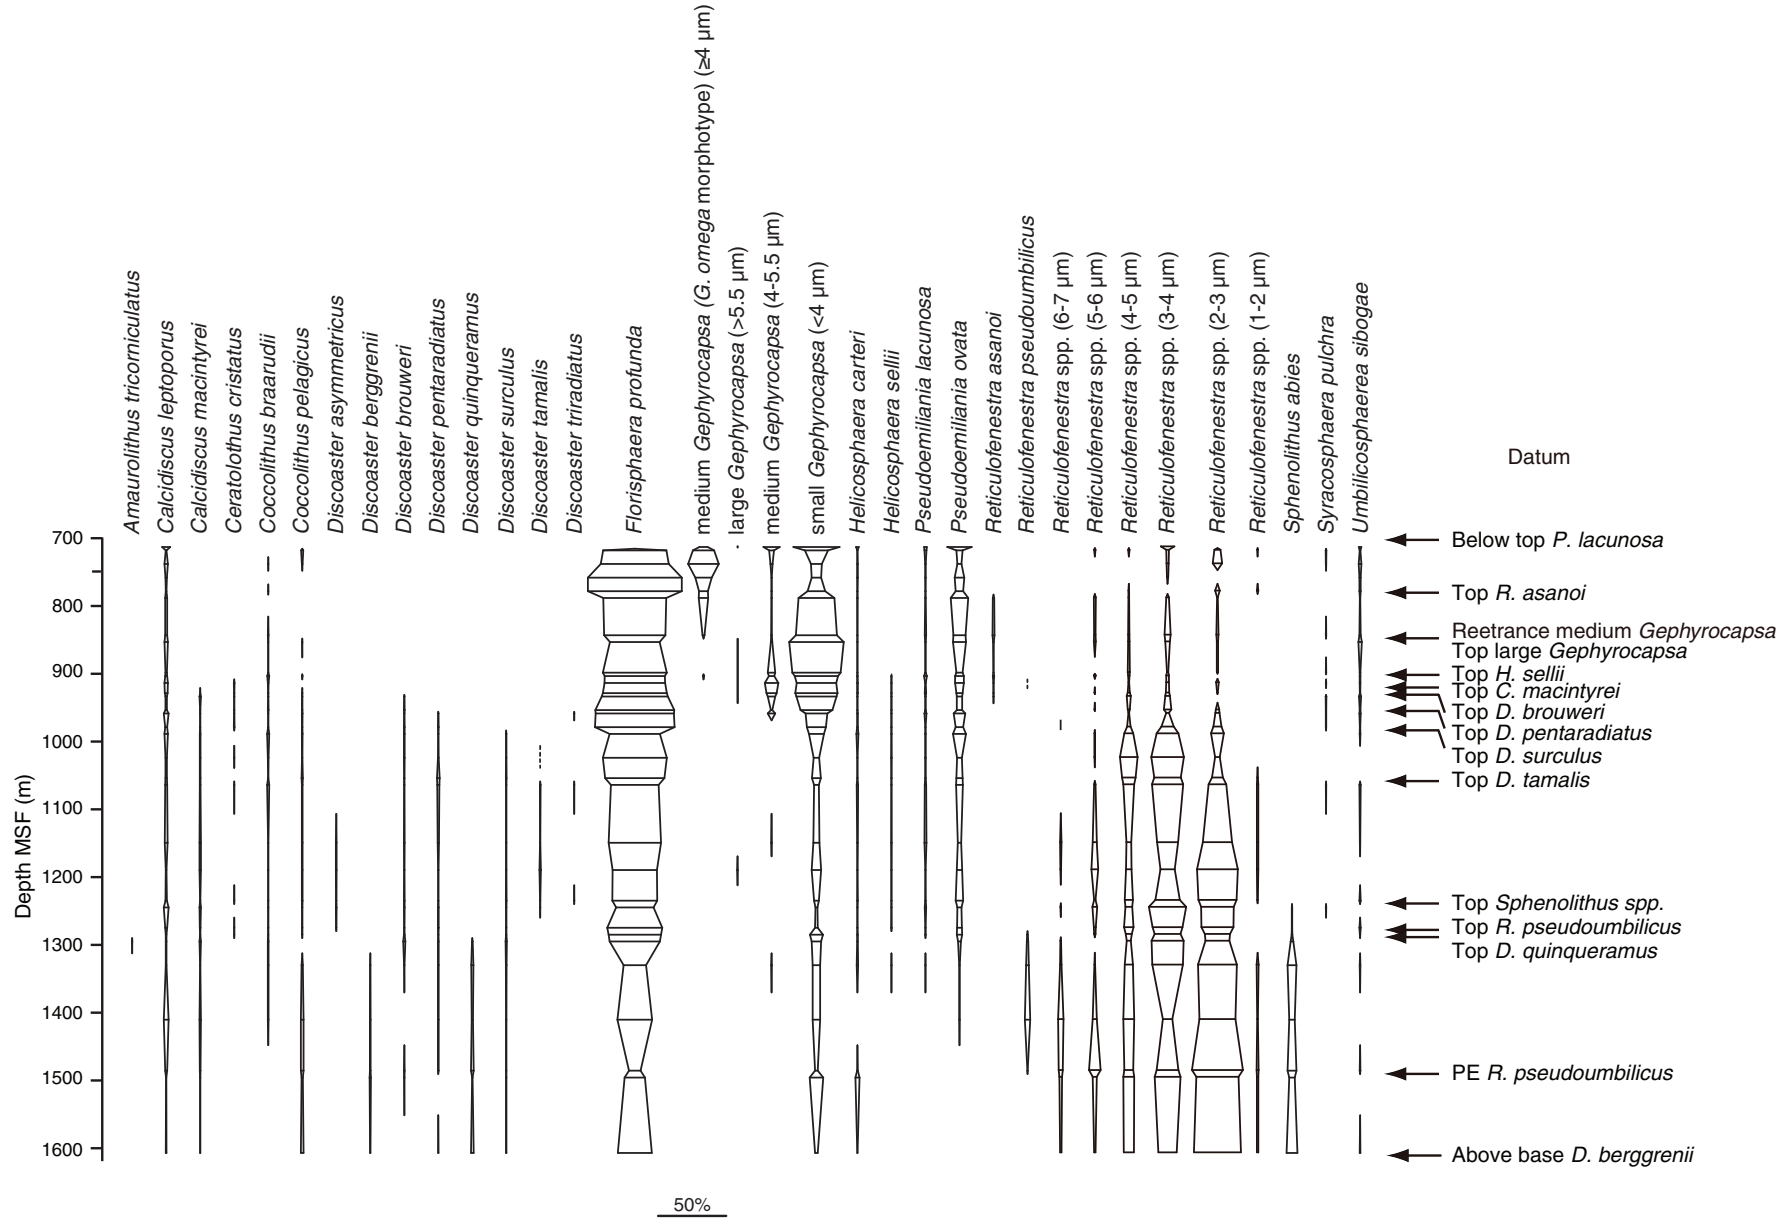 Amaurolithus tricorniculatus
Calcidiscus leptoporus
Calcidiscus macintyrei
Ceratolothus cristatus
Coccolithus braarudii
Coccolithus pelagicus
Discoaster asymmetricus
Discoaster berggrenii
Discoaster brouweri
Discoaster pentaradiatus
Discoaster quinqueramus
Discoaster surculus
Discoaster tamalis
Discoaster triradiatus
Florisphaera profunda
medium Gephyrocapsa (G. omega morphotype) (≥4 µm)
large Gephyrocapsa (>5.5 µm)
medium Gephyrocapsa (4-5.5 µm)
small Gephyrocapsa (<4 µm)
Helicosphaera carteri
Helicosphaera sellii
Pseudoemiliania lacunosa
Pseudoemiliania ovata
Reticulofenestra asanoi
Reticulofenestra pseudoumbilicus
Reticulofenestra spp. (6-7 µm)
Reticulofenestra spp. (5-6 µm)
Reticulofenestra spp. (4-5 µm)
Reticulofenestra spp. (3-4 µm)
Reticulofenestra spp. (2-3 µm)
Reticulofenestra spp. (1-2 µm)
Sphenolithus abies
Syracosphaera pulchra
Umbilicosphaerea sibogae
Datum
Depth MSF (m)
700
800
900
1000
1100
1200
1300
1400
1500
1600
Below top P. lacunosa
Top R. asanoi
Reetrance medium Gephyrocapsa
Top large Gephyrocapsa
Top H. sellii
Top C. macintyrei
Top D. brouweri
Top D. pentaradiatus
Top D. surculus
Top D. tamalis
Top Sphenolithus spp.
Top R. pseudoumbilicus
Top D. quinqueramus
PE R. pseudoumbilicus
Above base D. berggrenii
50%